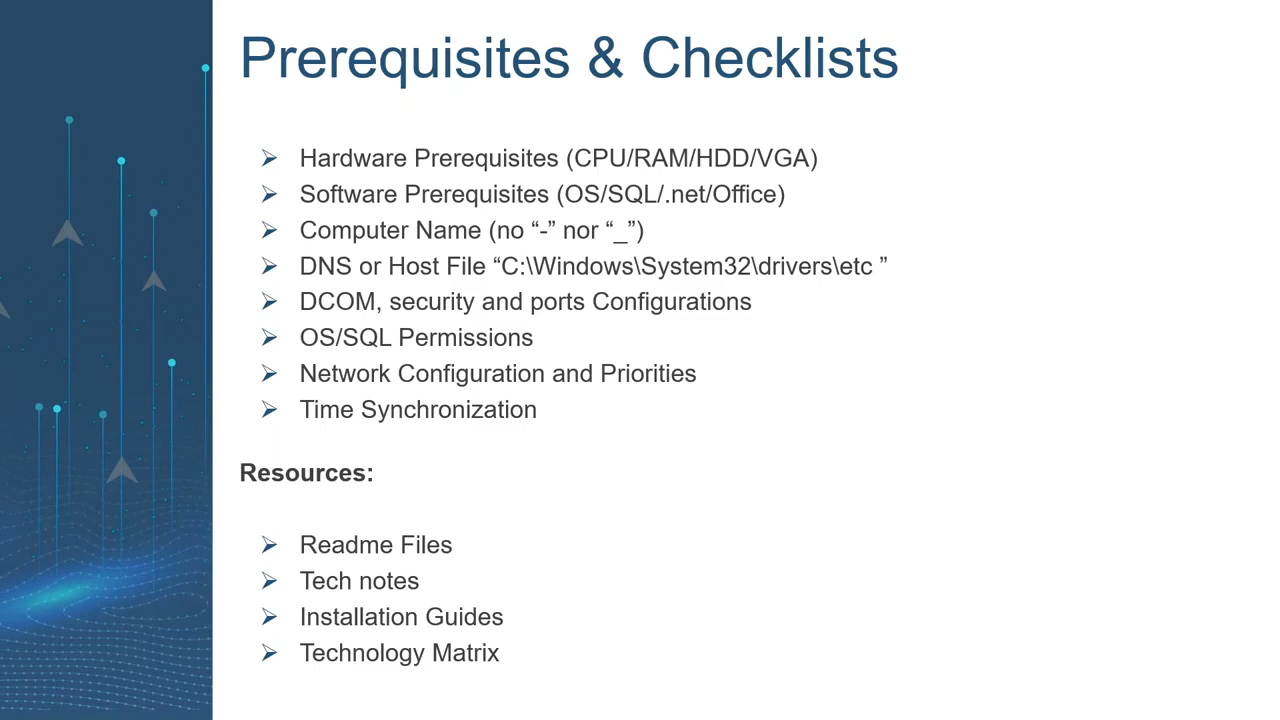 Prerequisites & Checklists
➢ Hardware Prerequisites (CPU/RAM/HDD/VGA)
➢ Software Prerequisites (OS/SQL/.net/Office)
➢ Computer Name (no “-” nor “_”)
➢ DNS or Host File “C:\Windows\System32\drivers\etc ”
➢ DCOM, security and ports Configurations
➢ OS/SQL Permissions
➢ Network Configuration and Priorities
➢ Time Synchronization
Resources:
➢ Readme Files
➢ Tech notes
➢ Installation Guides
➢ Technology Matrix